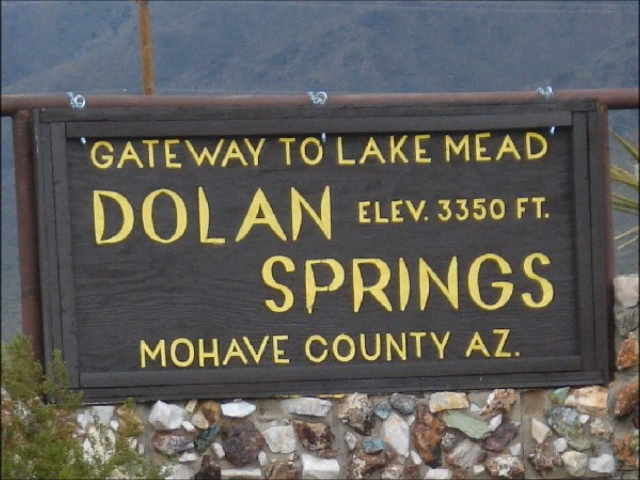 GATEWAY TO LAKE MEAD
DOLAN ELEV. 3350 FT.
SPRINGS
MOHAVE COUNTY AZ.